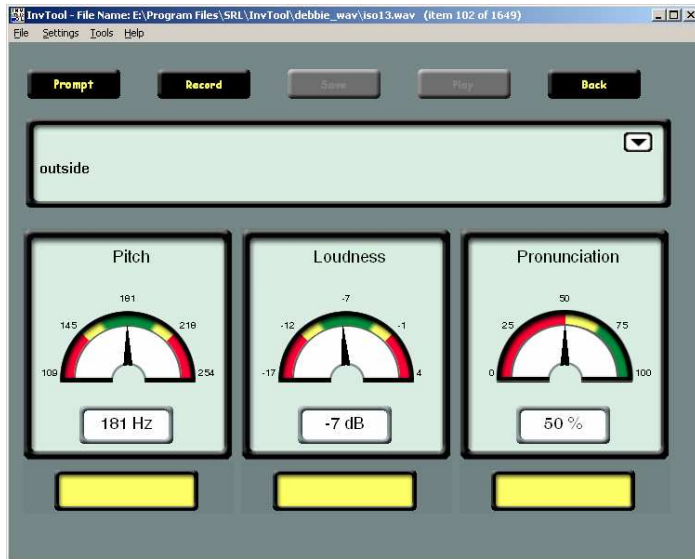 InvTool - File Name: E:\Program Files\SRL\InvTool\debbie_wav\iso13.wav (item 102 of 1649)
File Settings Tools Help
Prompt Record Save Play Back
outside
Pitch Loudness Pronunciation
181 -7 50
145 218 -12 -1 25 75
109 254 -17 4 0 100
181 Hz -7 dB 50 %